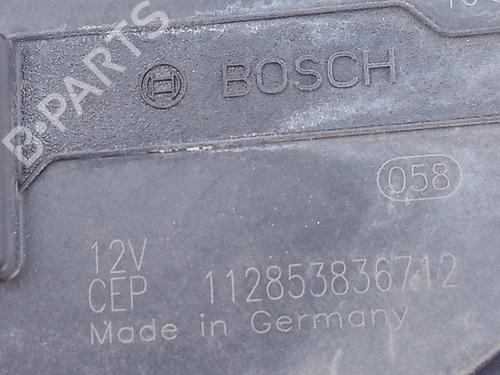 B-PARTS
BOSCH
058
12V
CEP 112853836712
Made in Germany